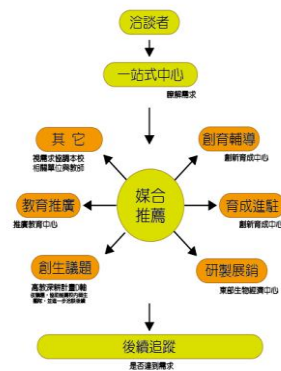 洽談者
一站式中心
瞭解需求
其它
視需求協調本校
相關單位與教師
創育輔導
創新育成中心
教育推廣
推廣教育中心
媒合
推薦
育成進駐
創新育成中心
創生議題
高教深耕計畫D軸
研製展銷
東部生物經濟中心
後續追蹤
是否達到需求